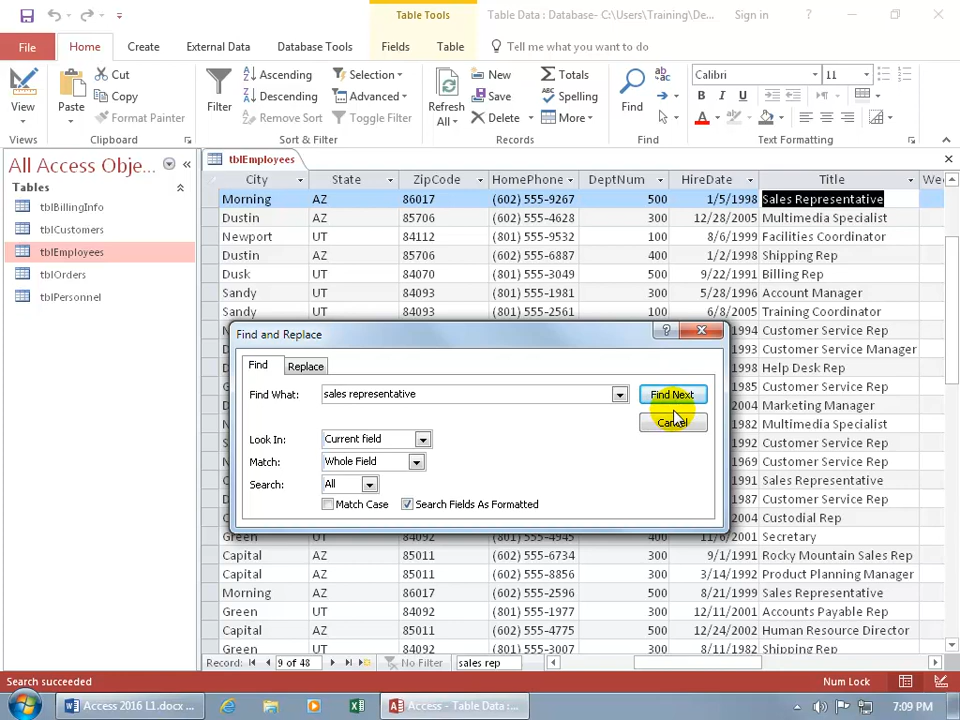 Table Tools
Table Data : Database- C:\Users\Training\De...
Sign in
?
File
Home
Create
External Data
Database Tools
Fields
Table
Tell me what you want to do
View
Views
Paste
Cut
Copy
Format Painter
Clipboard
Filter
Ascending
Descending
Remove Sort
Selection
Advanced
Toggle Filter
Sort & Filter
Refresh
All
New
Save
Delete
Totals
Spelling
More
Records
Find
Find
Calibri
11
B I U
Text Formatting
All Access Obje...
Tables
tblBillingInfo
tblCustomers
tblEmployees
tblOrders
tblPersonnel
tblEmployees
City State ZipCode HomePhone DeptNum HireDate Title We
Morning AZ 86017 (602) 555-9267 500 1/5/1998 Sales Representative
Dustin AZ 85706 (602) 555-4628 300 12/28/2005 Multimedia Specialist
Newport UT 84112 (801) 555-9532 100 8/6/1999 Facilities Coordinator
Dustin AZ 85706 (602) 555-6887 400 1/2/1998 Shipping Rep
Dusk UT 84070 (801) 555-3049 500 9/22/1991 Billing Rep
Sandy UT 84093 (801) 555-1981 300 5/28/1996 Account Manager
Sandy UT 84093 (801) 555-2561 100 6/8/2005 Training Coordinator
Customer Service Rep
Customer Service Manager
Help Desk Rep
Customer Service Rep
Marketing Manager
Multimedia Specialist
Customer Service Rep
Customer Service Rep
Customer Service Rep
Custodial Rep
Green UT 84092 (801) 400 11/6/2001 Secretary
Capital AZ 85011 (602) 555-6734 300 9/1/1991 Rocky Mountain Sales Rep
Capital AZ 85011 (602) 555-8856 300 3/14/1992 Product Planning Manager
Morning AZ 86017 (602) 555-2596 500 8/21/1999 Sales Representative
Green UT 84092 (801) 555-1977 300 12/11/2001 Accounts Payable Rep
Capital AZ 85011 (602) 555-4775 500 12/11/2002 Human Resource Director
Green UT 84092 (801) 555-3119 300 8/11/1982 Shipping Rep
Find and Replace
?
Find
Replace
Find What:
sales representative
Find Next
Cancel
Look In:
Current field
Match:
Whole Field
Search:
All
Match Case
Search Fields As Formatted
Record:
9 of 48
No Filter
sales rep
Search succeeded
Num Lock
Access 2016 L1.docx ...
Access - Table Data :...
7:09 PM